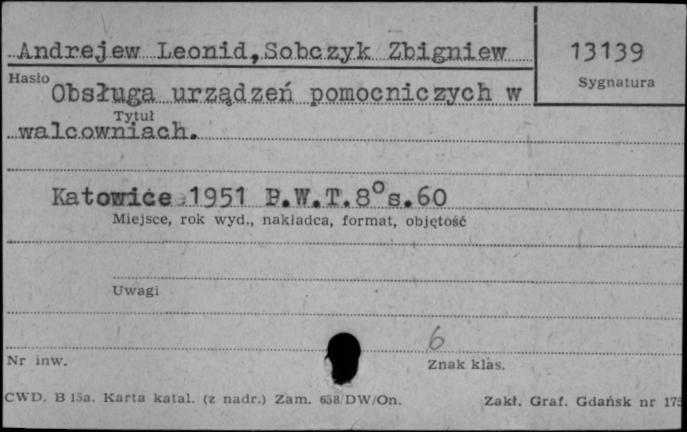 Andrejew Leonid,Sobczyk Zbigniew
13139
Hasło
Sygnatura
Obsługa urządzeń pomocniczych w
Tytuł
walcowniach.
Katowice 1951 P.W.T.8°s.60
Miejsce, rok wyd., nakładca, format, objętość
Uwagi
6
Nr inw.
Znak klas.
CWD. B 15a. Karta katal. (z nadr.) Zam. 658/DW/On.
Zakł. Graf. Gdańsk nr 175